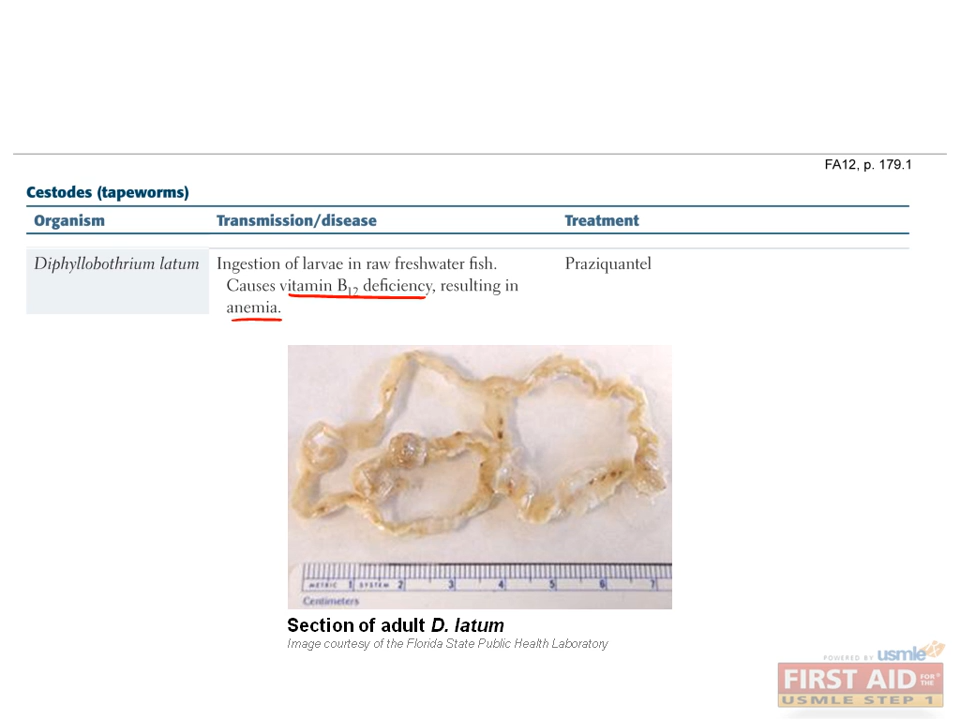 FA12, p. 179.1
Cestodes (tapeworms)
Organism Transmission/disease Treatment
Diphyllobothrium latum Ingestion of larvae in raw freshwater fish. Praziquantel
Causes vitamin B12 deficiency, resulting in
anemia.
METRIC 1 SYSTEM 2 3 4 5 6 7
Centimeters
Section of adult D. latum
Image courtesy of the Florida State Public Health Laboratory
POWERED BY usmle
FIRST AID FOR THE®
USMLE STEP 1